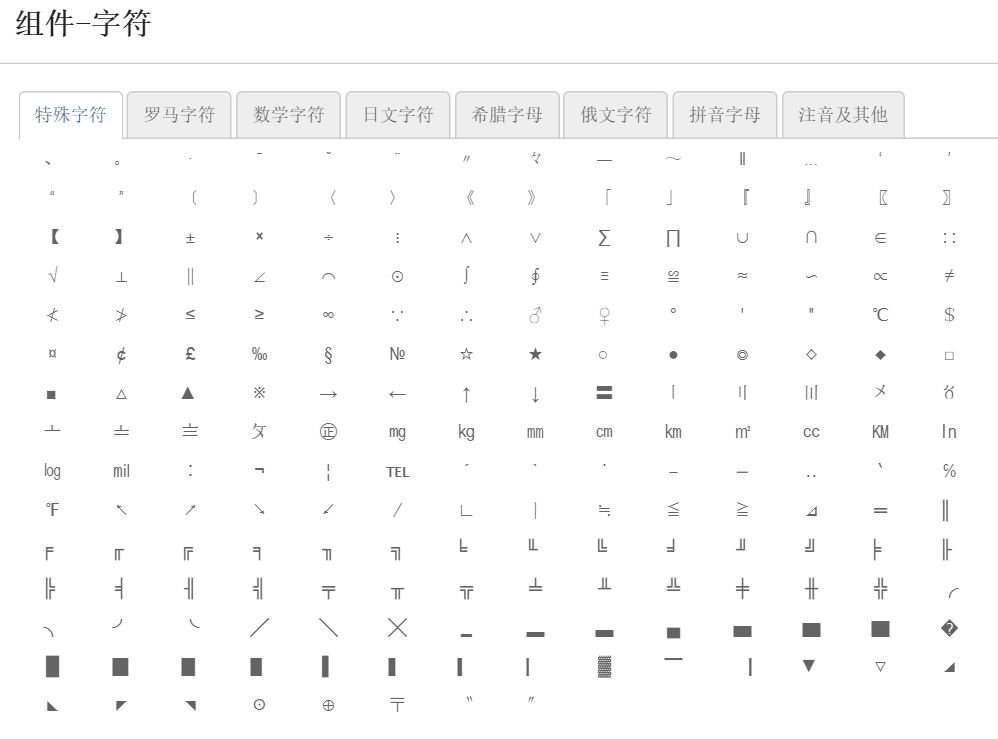 组件-字符
特殊字符 罗马字符 数学字符 日文字符 希腊字母 俄文字符 拼音字母 注音及其他
、 。 · ˉ ˇ ¨ 〃 々 — ～ ‖ … ‘ ’
“ ” 〔 〕 〈 〉 《 》 「 」 『 』 〖 〗
【 】 ± × ÷ ∶ ∧ ∨ ∑ ∏ ∪ ∩ ∈ ∷
√ ⊥ ∥ ∠ ⌒ ⊙ ∫ ∮ ≡ ≌ ≈ ∽ ∝ ≠
≮ ≯ ≤ ≥ ∞ ∵ ∴ ♂ ♀ ° ′ ″ ℃ $
¤ ¢ £ ‰ § № ☆ ★ ○ ● ◎ ◇ ◆ □
■ △ ▲ ※ → ← ↑ ↓ 〓 〡 〢 〣 〤 〥
〦 〧 〨 〩 ㊣ ㎎ ㎏ ㎜ ㎝ ㎞ ㎡ ㏄ ㏎ ㏑
㏒ ㏕ ︰ ¬ ¦ ℡ ˊ ˋ ˙ – ― ‥ ‵ ℅
℉ ↖ ↗ ↘ ↙ ∕ ∟ ∣ ≒ ≦ ≧ ⊿ ═ ║
╒ ╓ ╔ ╕ ╖ ╗ ╘ ╙ ╚ ╛ ╜ ╝ ╞ ╟
╠ ╡ ╢ ╣ ╤ ╥ ╦ ╧ ╨ ╩ ╪ ╫ ╬ ╭
╮ ╯ ╰ ╱ ╲ ╳ ▁ ▂ ▃ ▄ ▅ ▆ ▇ �
█ ▉ ▊ ▋ ▌ ▍ ▎ ▏ ▓ ▔ ▕ ▼ ▽ ◢
◣ ◤ ◥ ☉ ⊕ 〒 〝 〞